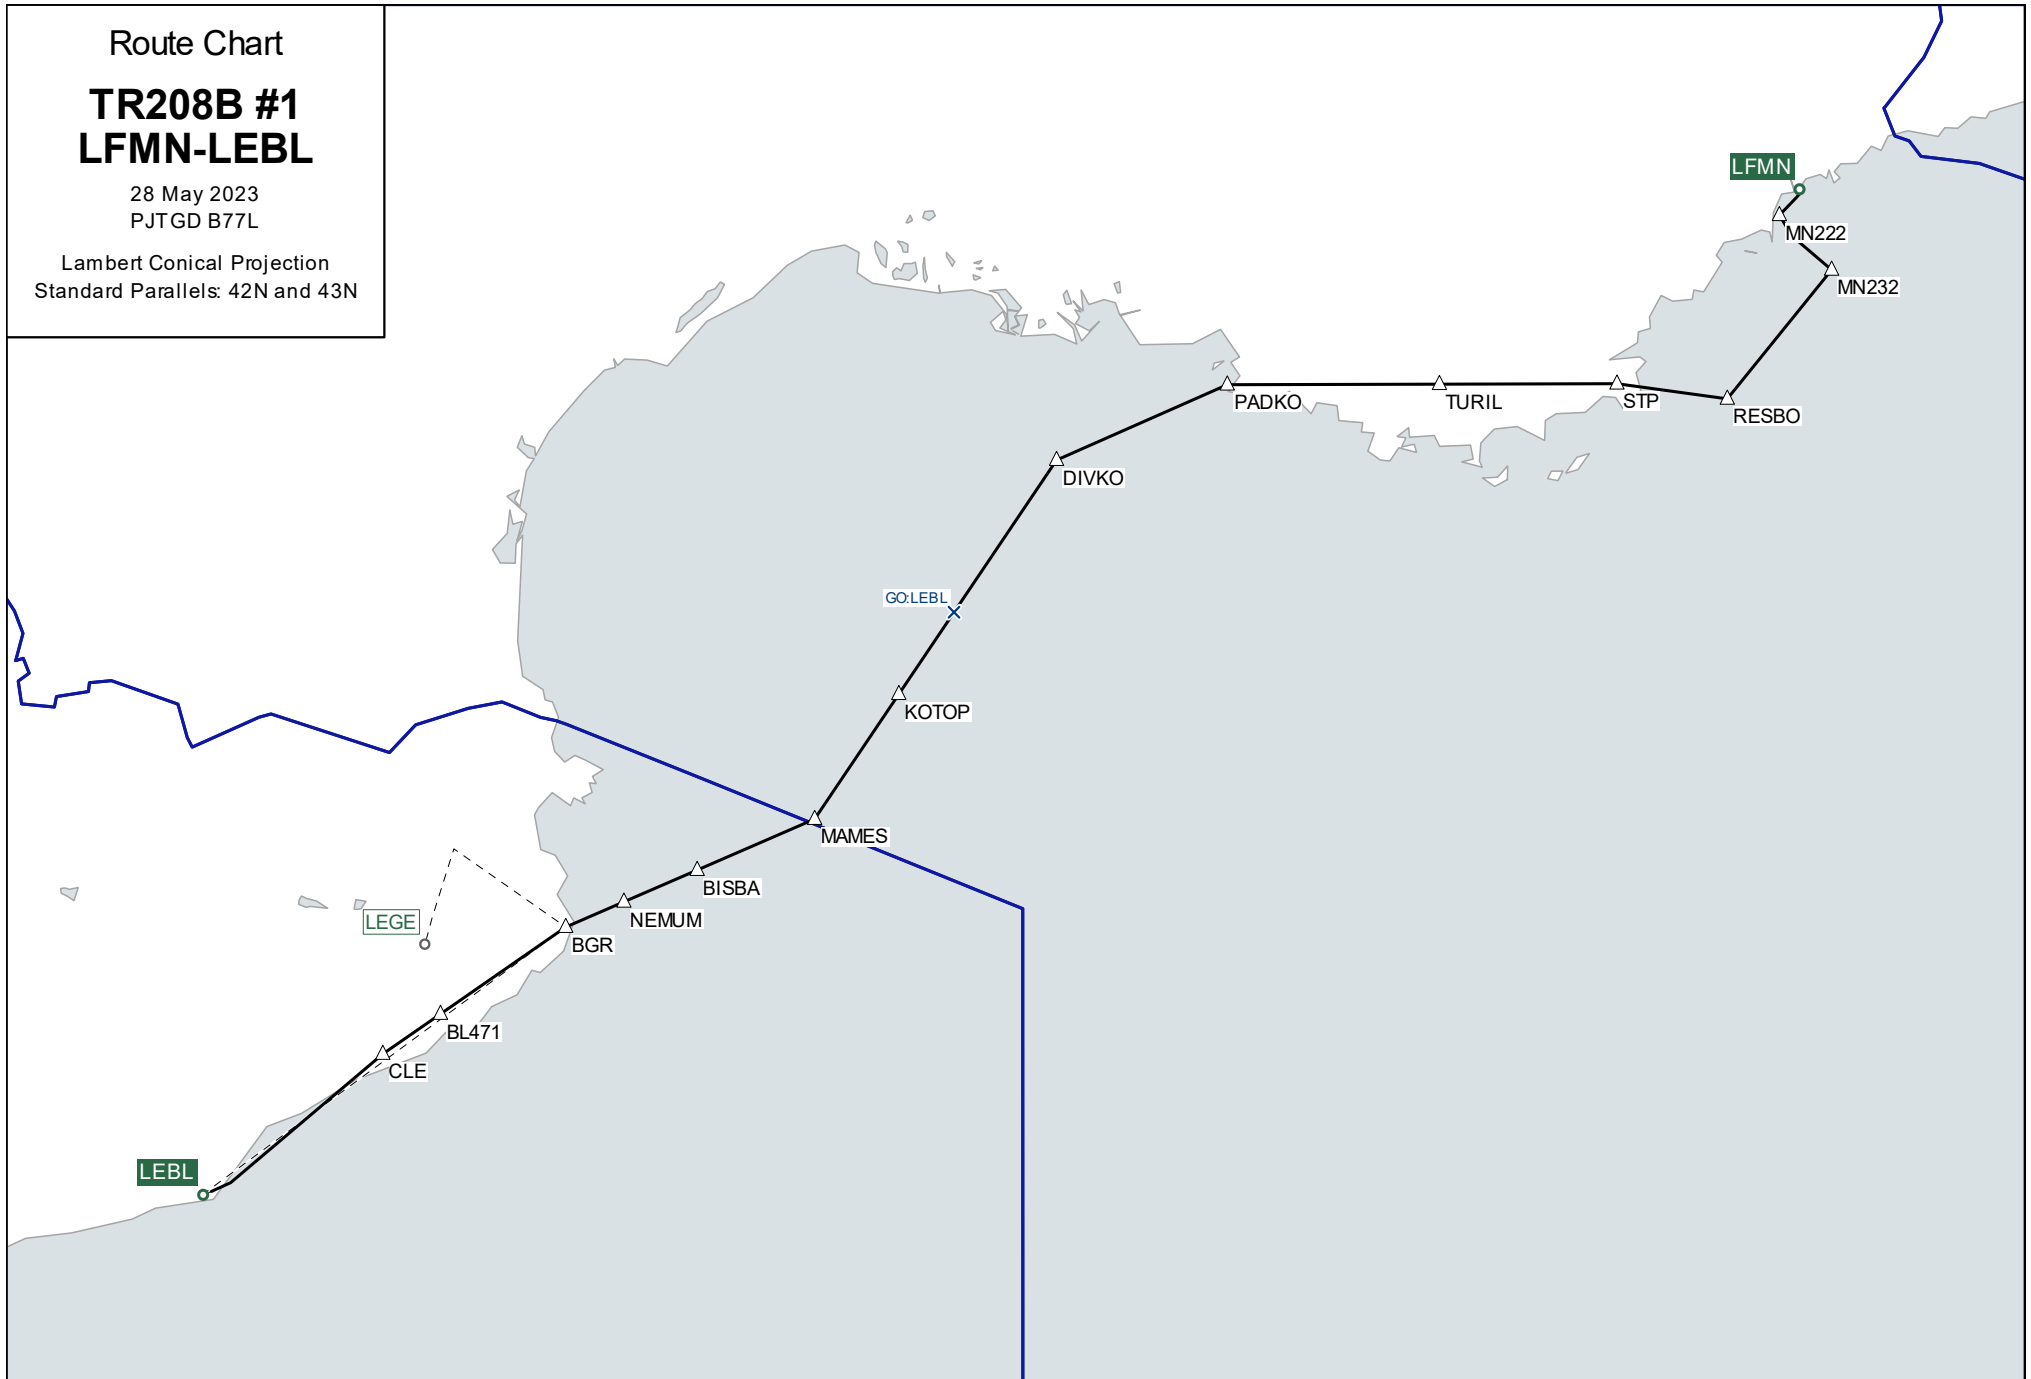 Route Chart
TR208B #1
LFMN-LEBL
28 May 2023
PJTGD B77L
Lambert Conical Projection
Standard Parallels: 42N and 43N
LFMN
MN222
MN232
PADKO
TURIL
STP
RESBO
DIVKO
GO:LEBL
KOTOP
MAMES
BISBA
NEMUM
LEGE
BGR
BL471
CLE
LEBL